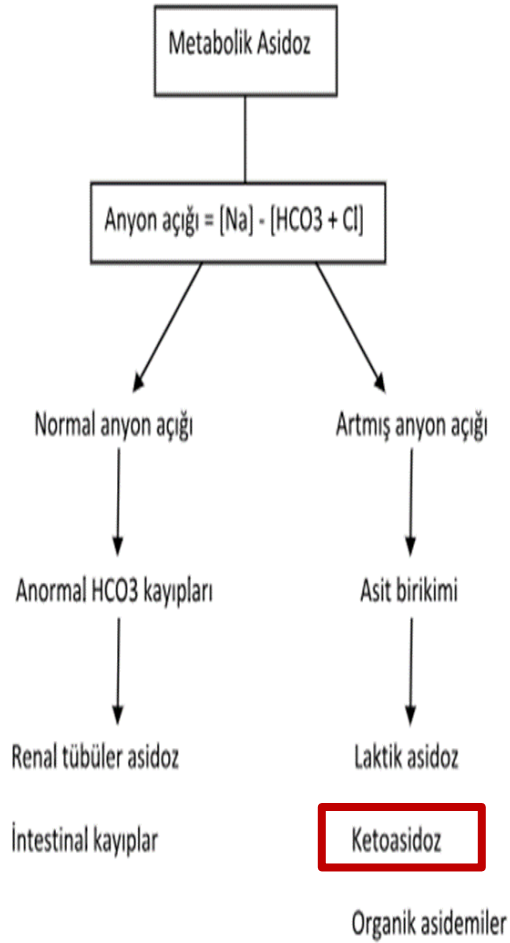 Metabolik Asidoz
Anyon açığı = [Na] - [HCO3 + Cl]
Normal anyon açığı
Artmış anyon açığı
Anormal HCO3 kayıpları
Asit birikimi
Renal tübüler asidoz
Laktik asidoz
İntestinal kayıplar
Ketoasidoz
Organik asidemiler